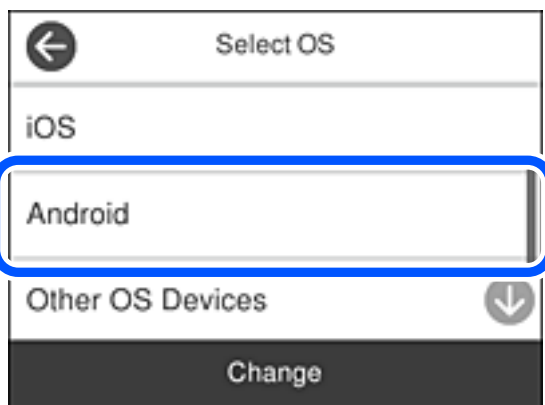 Select OS
iOS
Android
Other OS Devices
Change